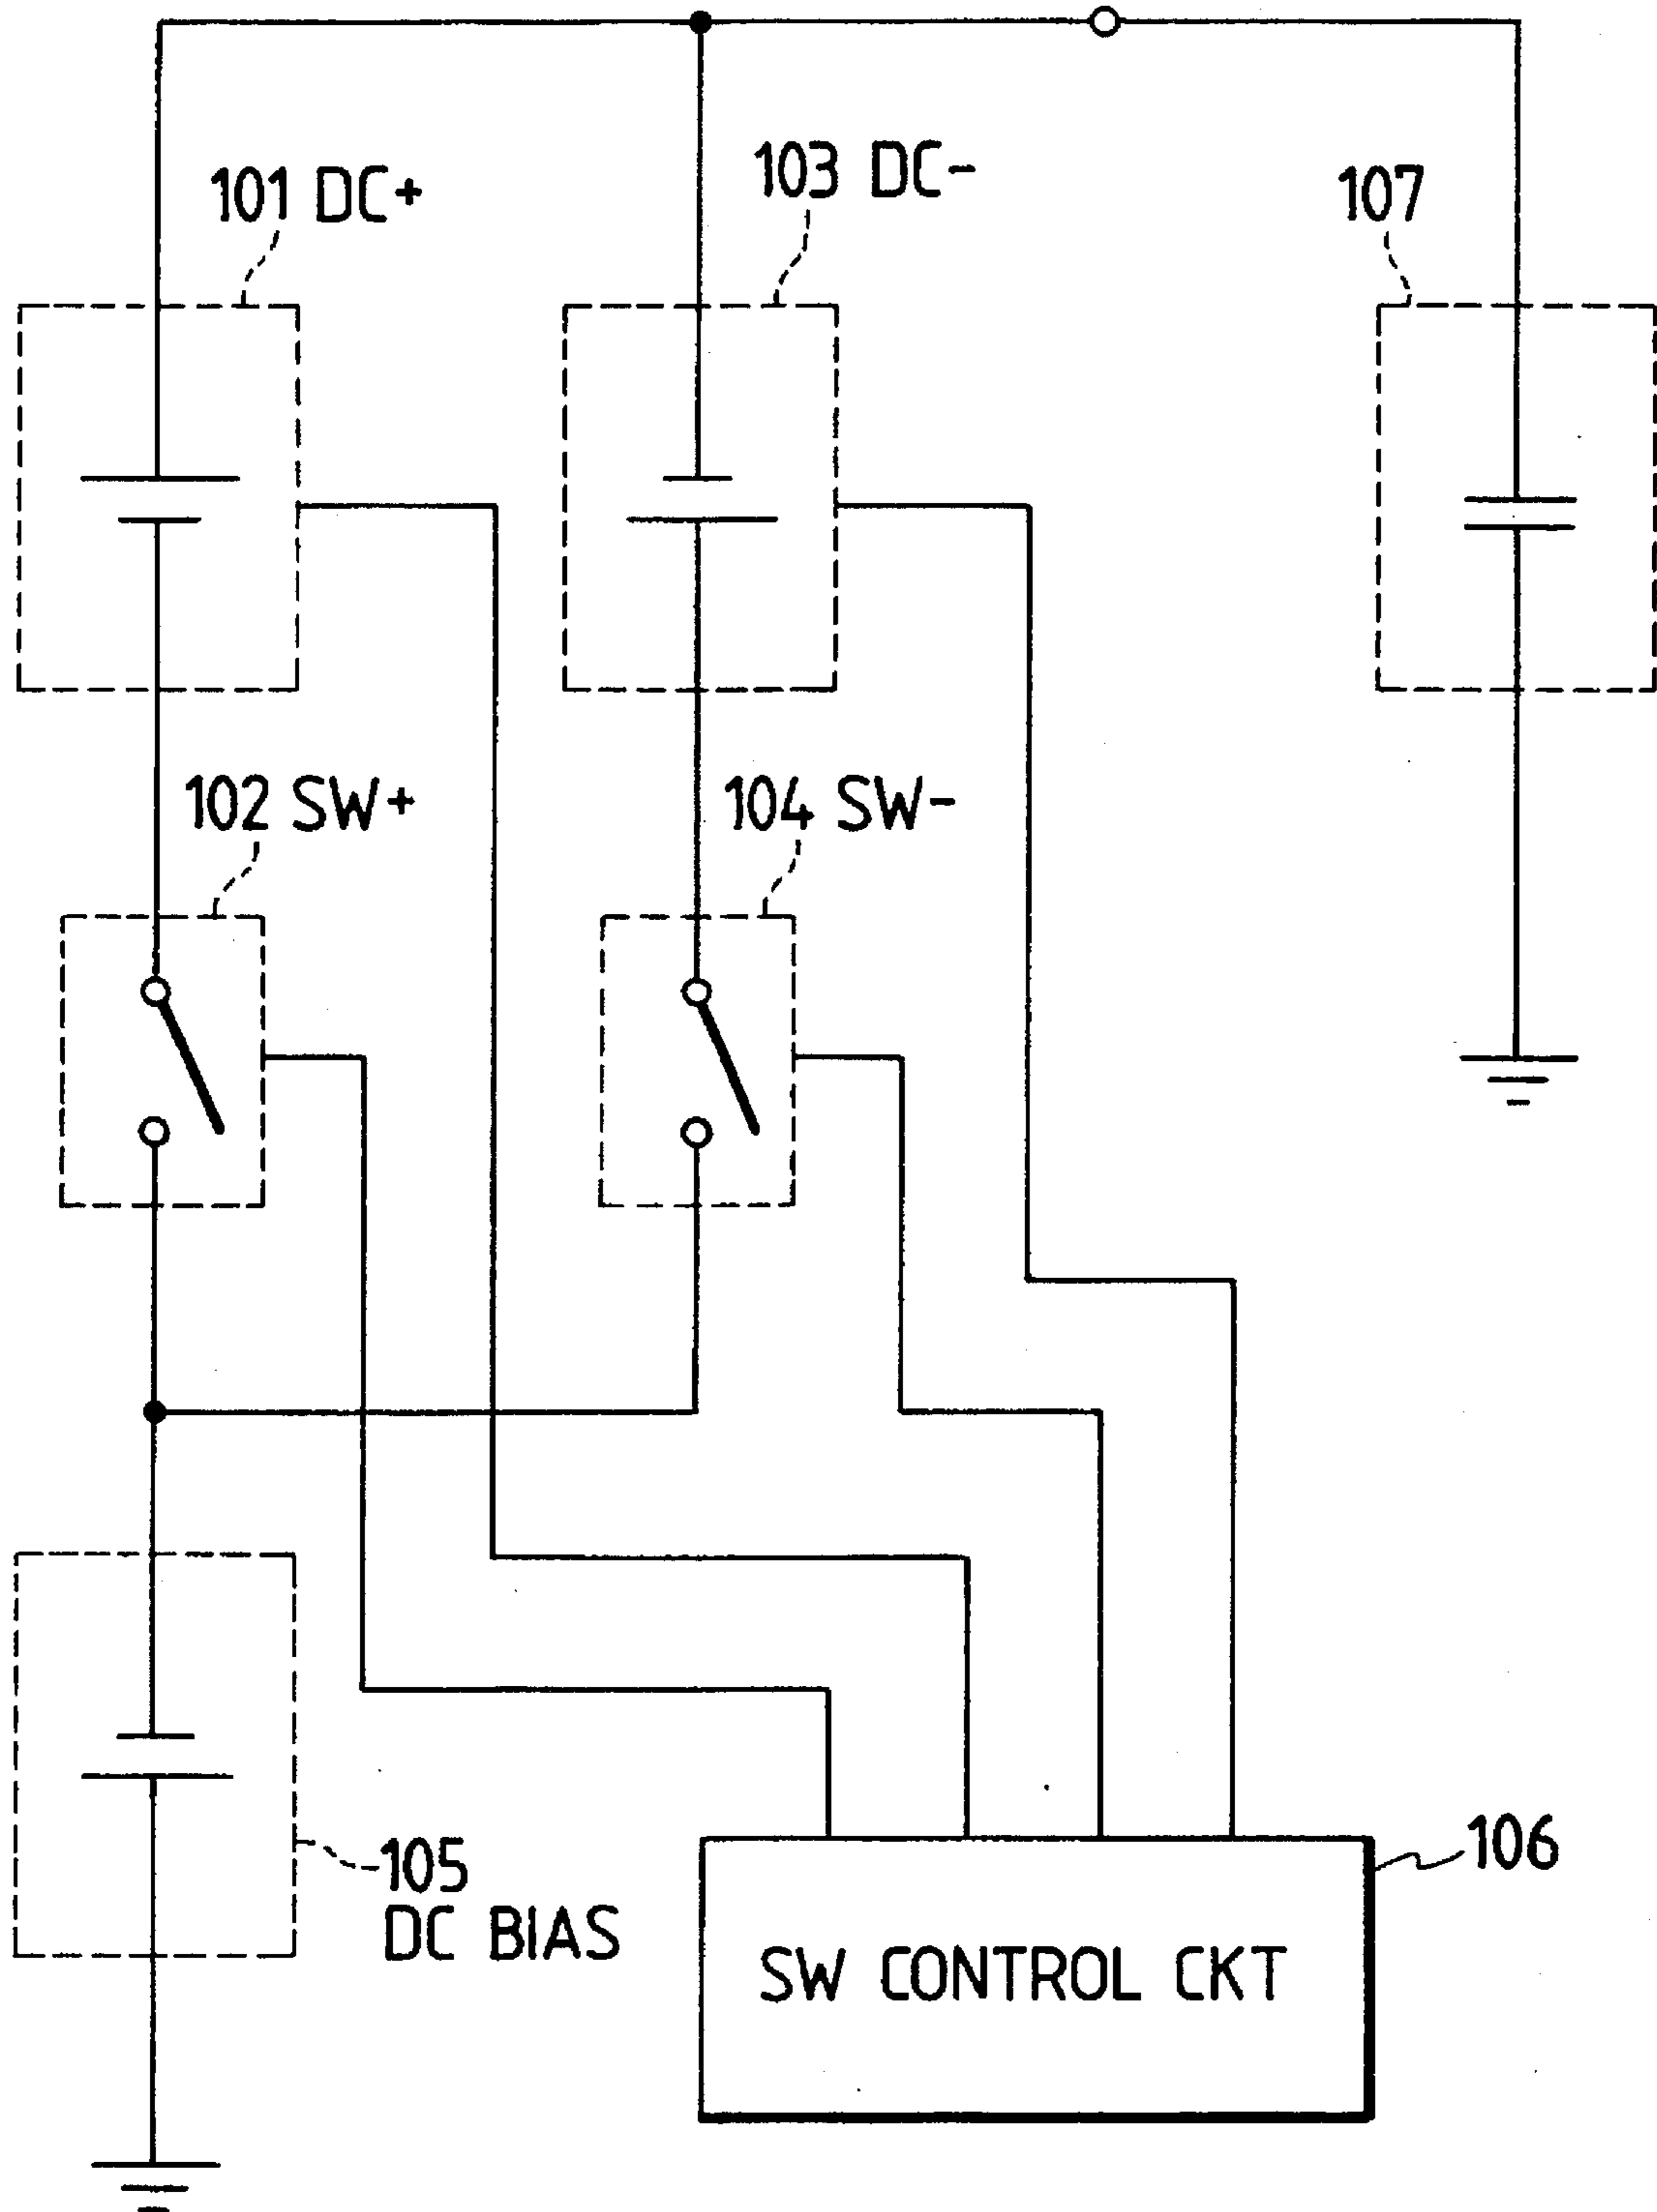 101 DC+
103 DC-
107
102 SW+
104 SW-
105
DC BIAS
106
SW CONTROL CKT